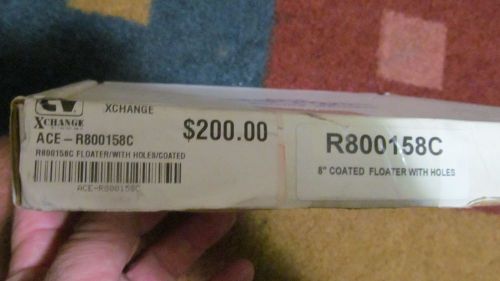 CV
XCHANGE
XCHANGE
ACE-R800158C
$200.00
R800158C FLOATER/WITH HOLES/COATED
ACE-R800158C
R800158C
8" COATED FLOATER WITH HOLES